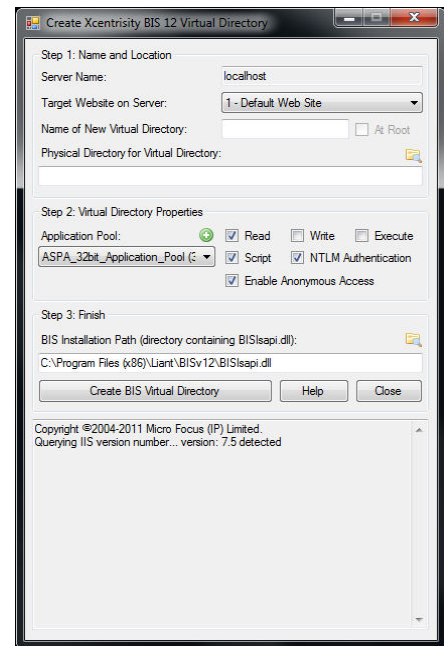 Create Xcentrisity BIS 12 Virtual Directory
Step 1: Name and Location
Server Name: localhost
Target Website on Server: 1 - Default Web Site
Name of New Virtual Directory: At Root
Physical Directory for Virtual Directory:
Step 2: Virtual Directory Properties
Application Pool: Read Write Execute
ASPA_32bit_Application_Pool (3 Script NTLM Authentication
Enable Anonymous Access
Step 3: Finish
BIS Installation Path (directory containing BISIsapi.dll):
C:\Program Files (x86)\Liant\BISv12\BISIsapi.dll
Create BIS Virtual Directory Help Close
Copyright ©2004-2011 Micro Focus (IP) Limited.
Querying IIS version number... version: 7.5 detected